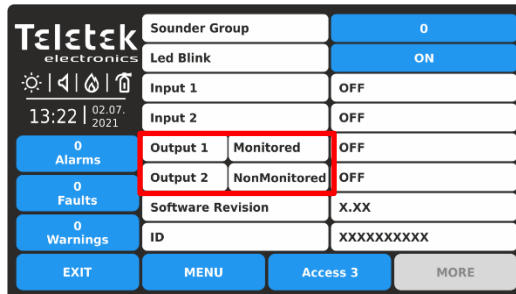 Teletek
electronics
13:22 02.07.
2021
0
Alarms
0
Faults
0
Warnings
EXIT
Sounder Group 0
Led Blink ON
Input 1 OFF
Input 2 OFF
Output 1 Monitored OFF
Output 2 NonMonitored OFF
Software Revision X.XX
ID XXXXXXXXXX
MENU Access 3 MORE